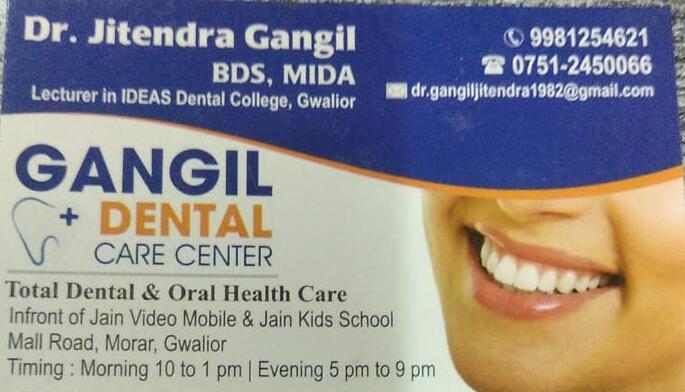 Dr. Jitendra Gangil
BDS, MIDA
Lecturer in IDEAS Dental College, Gwalior
9981254621
0751-2450066
dr.gangiljitendra1982@gmail.com
GANGIL
+ DENTAL
CARE CENTER
Total Dental & Oral Health Care
Infront of Jain Video Mobile & Jain Kids School
Mall Road, Morar, Gwalior
Timing : Morning 10 to 1 pm | Evening 5 pm to 9 pm